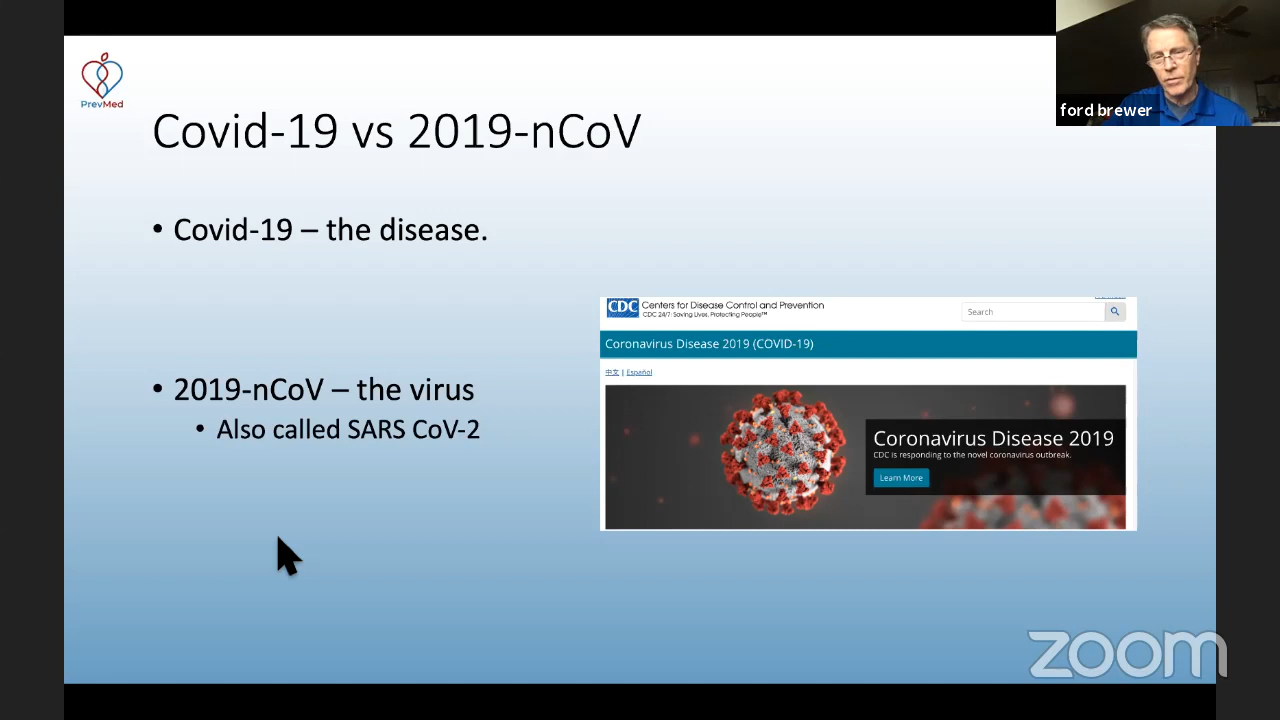 PrevMed
ford brewer
Covid-19 vs 2019-nCoV
• Covid-19 – the disease.
• 2019-nCoV – the virus
• Also called SARS CoV-2
CDC Centers for Disease Control and Prevention
CDC 24/7: Saving Lives, Protecting People™
Search
Coronavirus Disease 2019 (COVID-19)
中文 | Español
Coronavirus Disease 2019
CDC is responding to the novel coronavirus outbreak.
Learn More
zoom